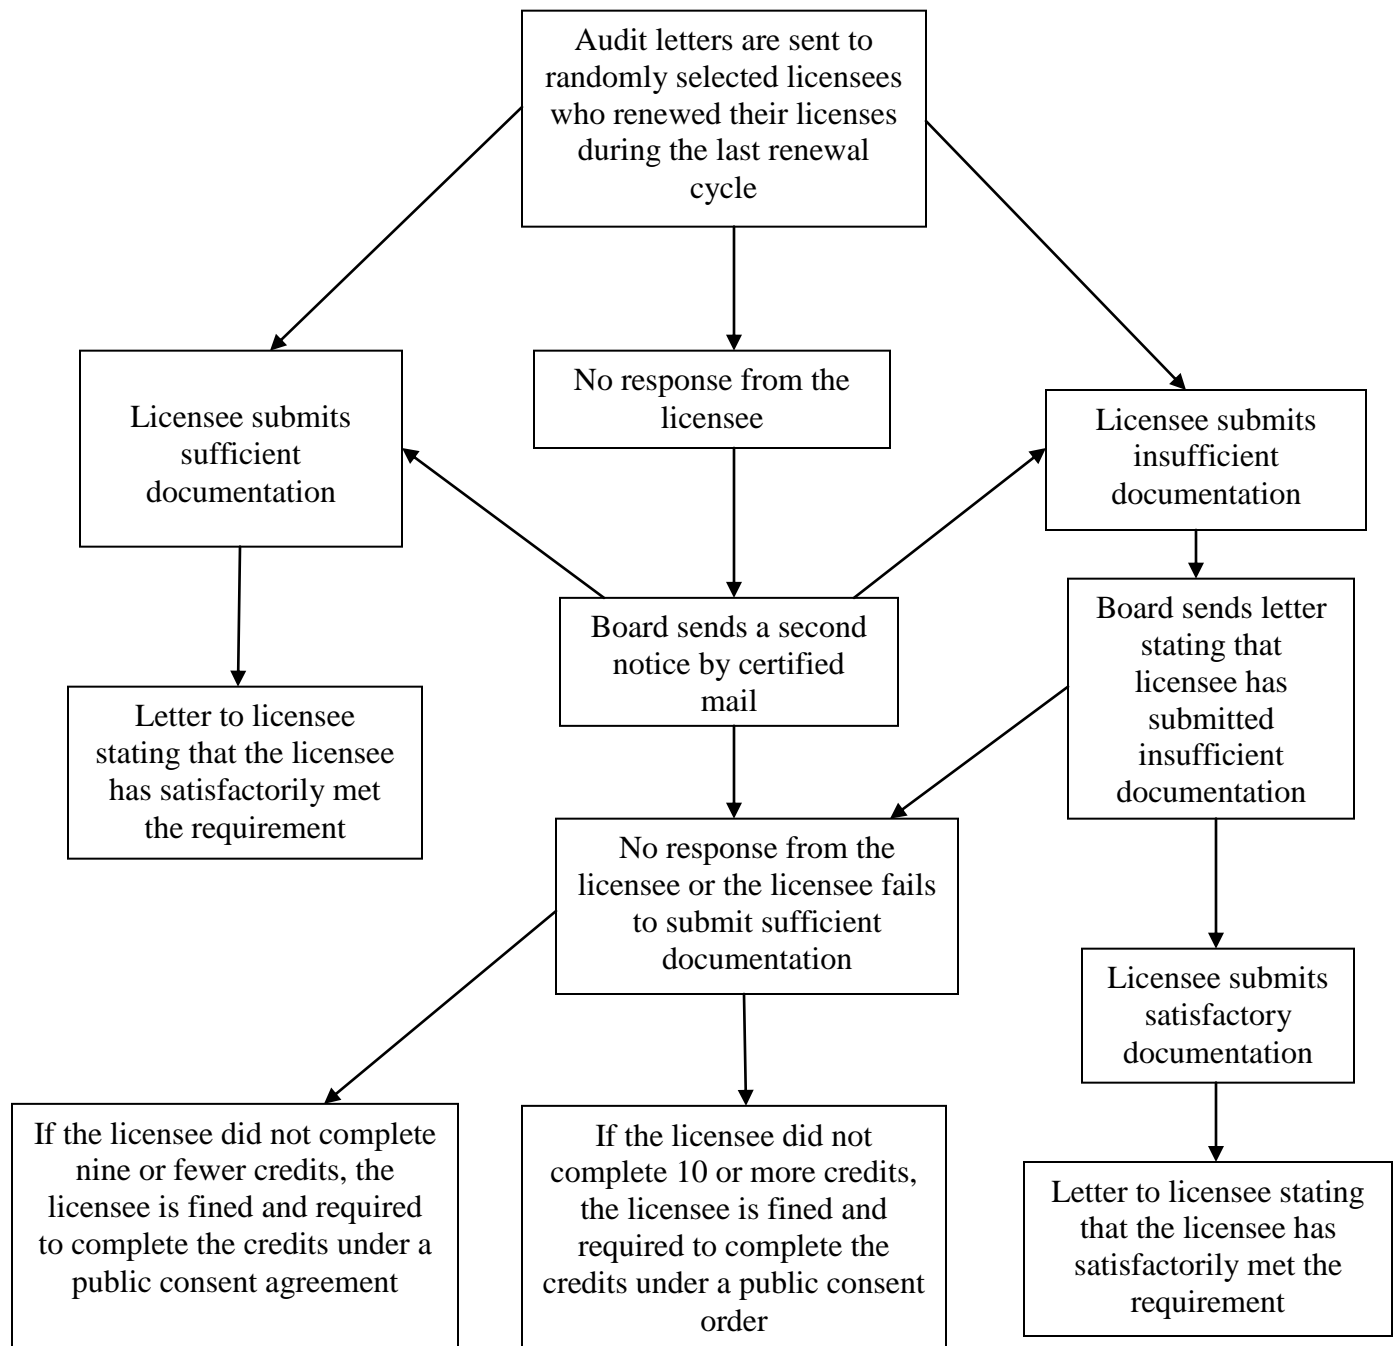 Audit letters are sent to
randomly selected licensees
who renewed their licenses
during the last renewal
cycle
Licensee submits
sufficient
documentation
No response from the
licensee
Licensee submits
insufficient
documentation
Board sends a second
notice by certified
mail
Board sends letter
stating that
licensee has
submitted
insufficient
documentation
Letter to licensee
stating that the licensee
has satisfactorily met
the requirement
No response from the
licensee or the licensee fails
to submit sufficient
documentation
Licensee submits
satisfactory
documentation
If the licensee did not complete
nine or fewer credits, the
licensee is fined and required
to complete the credits under a
public consent agreement
If the licensee did not
complete 10 or more credits,
the licensee is fined and
required to complete the
credits under a public consent
order
Letter to licensee stating
that the licensee has
satisfactorily met the
requirement